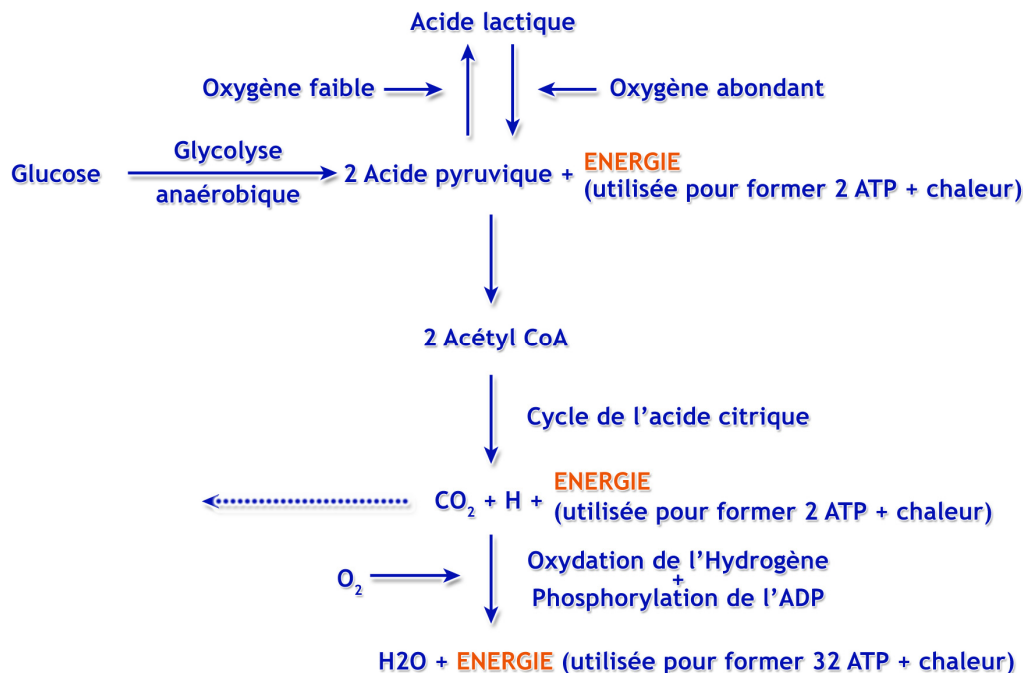 Acide lactique
Oxygène faible
Oxygène abondant
Glycolyse
Glucose
anaérobique
2 Acide pyruvique +
ENERGIE
(utilisée pour former 2 ATP + chaleur)
2 Acétyl CoA
Cycle de l'acide citrique
CO₂ + H +
ENERGIE
(utilisée pour former 2 ATP + chaleur)
O₂
Oxydation de l'Hydrogène
+
Phosphorylation de l'ADP
H2O + ENERGIE (utilisée pour former 32 ATP + chaleur)